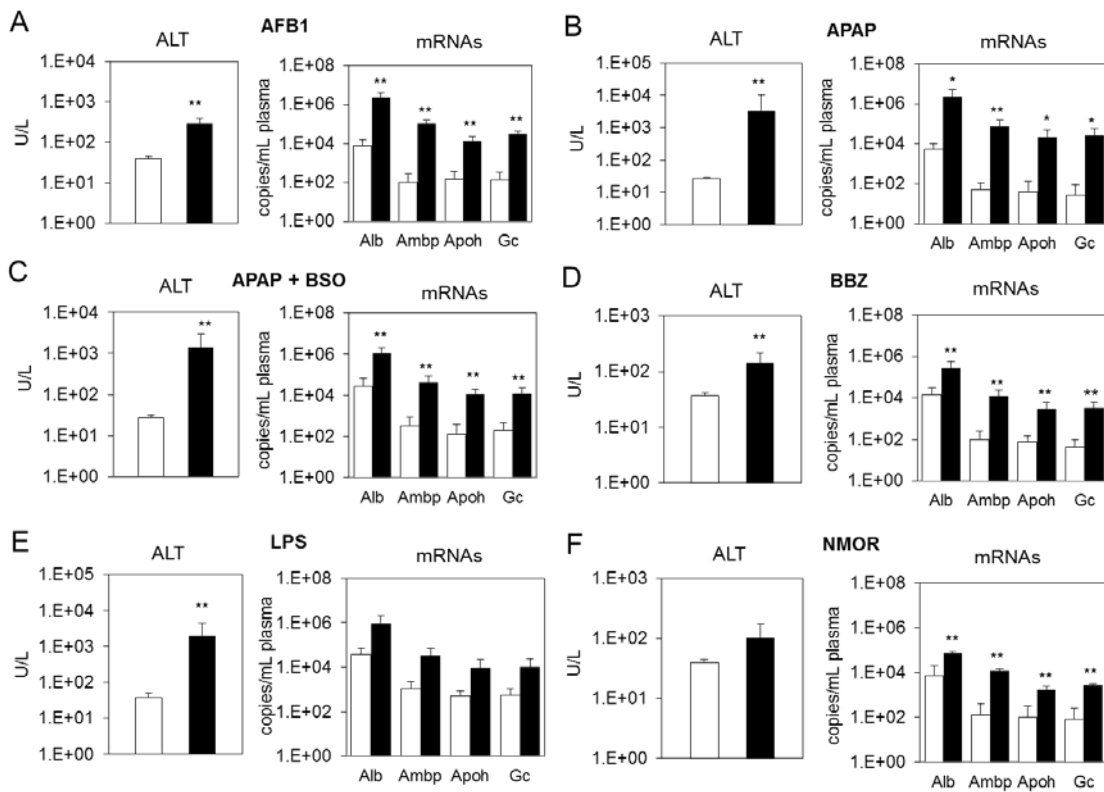 A
ALT
AFB1
mRNAs
U/L
1.E+04
1.E+03
1.E+02
1.E+01
1.E+00
**
copies/mL plasma
1.E+08
1.E+06
1.E+04
1.E+02
1.E+00
** ** ** **
Alb Ambp Apoh Gc
B
ALT
APAP
mRNAs
U/L
1.E+05
1.E+04
1.E+03
1.E+02
1.E+01
1.E+00
**
copies/mL plasma
1.E+08
1.E+06
1.E+04
1.E+02
1.E+00
* ** * *
Alb Ambp Apoh Gc
C
ALT
APAP + BSO
mRNAs
U/L
1.E+04
1.E+03
1.E+02
1.E+01
1.E+00
**
copies/mL plasma
1.E+08
1.E+06
1.E+04
1.E+02
1.E+00
** ** ** **
Alb Ambp Apoh Gc
D
ALT
BBZ
mRNAs
U/L
1.E+03
1.E+02
1.E+01
1.E+00
**
copies/mL plasma
1.E+08
1.E+06
1.E+04
1.E+02
1.E+00
** ** ** **
Alb Ambp Apoh Gc
E
ALT
LPS
mRNAs
U/L
1.E+05
1.E+04
1.E+03
1.E+02
1.E+01
1.E+00
**
copies/mL plasma
1.E+08
1.E+06
1.E+04
1.E+02
1.E+00
Alb Ambp Apoh Gc
F
ALT
NMOR
mRNAs
U/L
1.E+03
1.E+02
1.E+01
1.E+00
copies/mL plasma
1.E+08
1.E+06
1.E+04
1.E+02
1.E+00
** ** ** **
Alb Ambp Apoh Gc